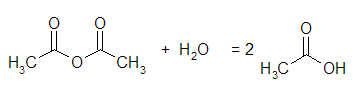 O O O
H₃C O CH₃ + H₂O = 2 H₃C OH